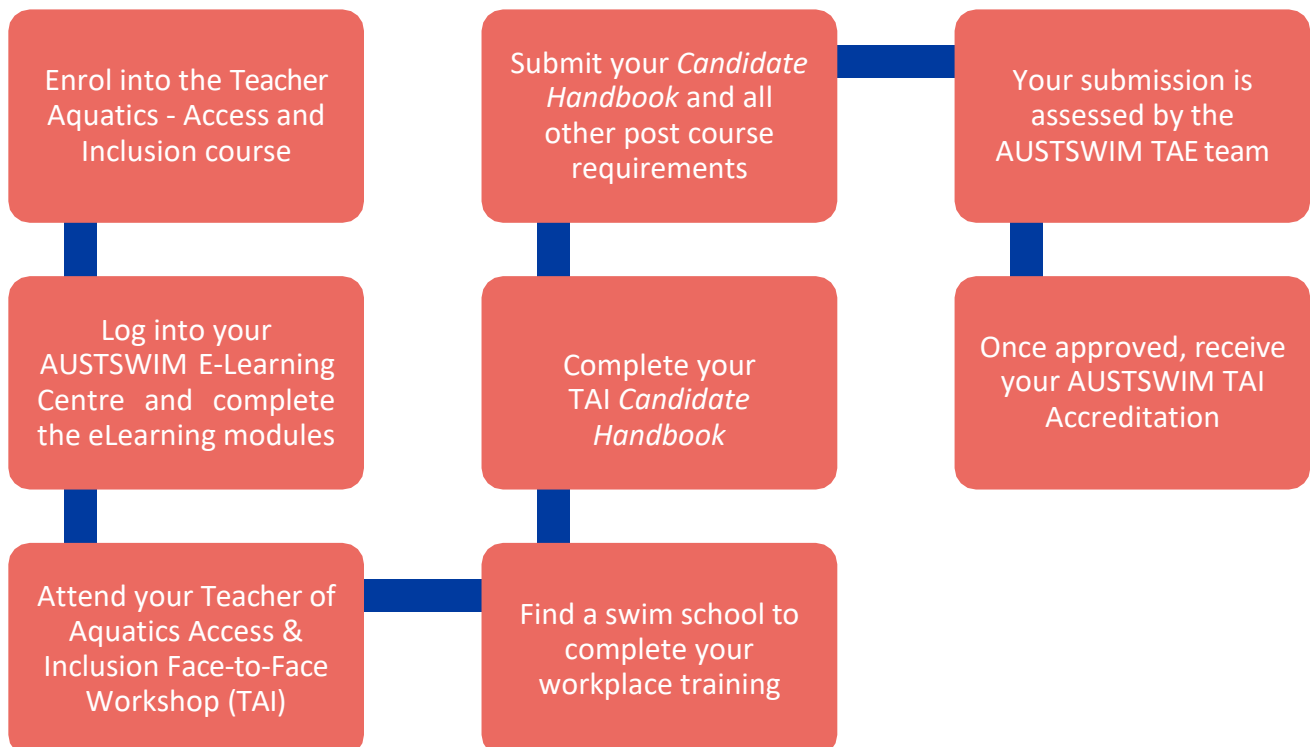 Enrol into the Teacher
Aquatics - Access and
Inclusion course
Log into your
AUSTSWIM E-Learning
Centre and complete
the eLearning modules
Attend your Teacher of
Aquatics Access &
Inclusion Face-to-Face
Workshop (TAI)
Find a swim school to
complete your
workplace training
Complete your
TAI Candidate
Handbook
Submit your Candidate
Handbook and all
other post course
requirements
Your submission is
assessed by the
AUSTSWIM TAE team
Once approved, receive
your AUSTSWIM TAI
Accreditation